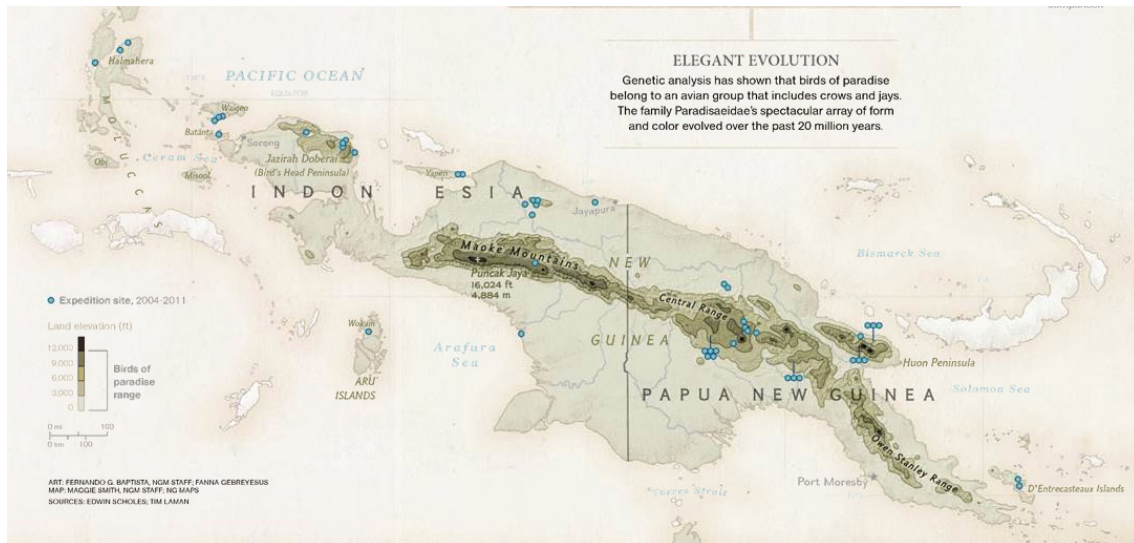 ELEGANT EVOLUTION
Genetic analysis has shown that birds of paradise
belong to an avian group that includes crows and jays.
The family Paradisaeidae's spectacular array of form
and color evolved over the past 20 million years.
Halmahera
PACIFIC OCEAN
EQUATOR
MOLUCCAS
Waigeo
Batanta
Sorong
Ceram Sea
Jazirah Doberai
(Bird's Head Peninsula)
Obi
Misool
Yapen
INDONESIA
Jayapura
Bismarck Sea
Maoke Mountains
NEW
Puncak Jaya
16,024 ft
4,884 m
Central Range
Expedition site, 2004-2011
Land elevation (ft)
12,000
9,000
6,000
3,000
0
Birds of
paradise
range
0 mi 100
0 km 100
Wokam
ARU
ISLANDS
Arafura
Sea
GUINEA
Huon Peninsula
Solomon Sea
PAPUA NEW GUINEA
Owen Stanley Range
Port Moresby
D'Entrecasteaux Islands
Torres Strait
ART: FERNANDO G. BAPTISTA, NGM STAFF; FANNA GEBREYESUS
MAP: MAGGIE SMITH, NGM STAFF; NG MAPS
SOURCES: EDWIN SCHOLES; TIM LAMAN